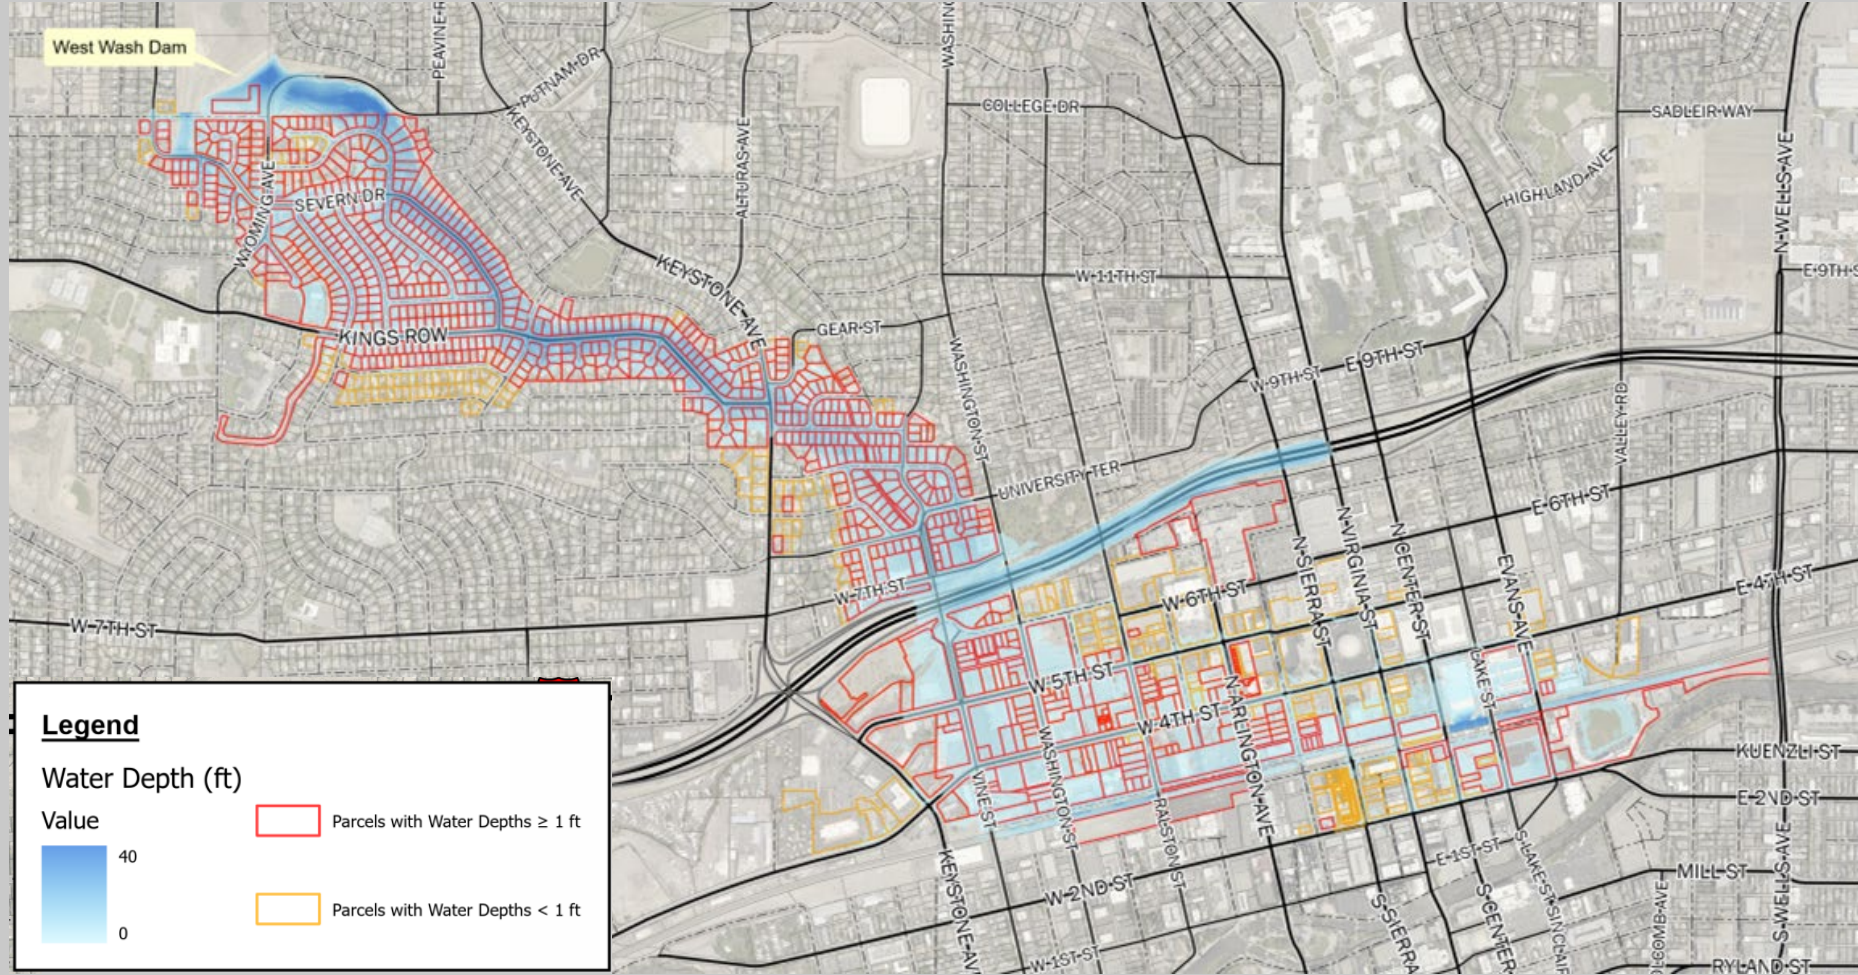 West Wash Dam
PEAVINE R
PUTNAM DR
KEYSTONE AVE
ALTURAS AVE
WASHING
COLLEGE DR
SADLEIR WAY
N WELLS AVE
HIGHLAND AVE
WYOMING AVE
SEVERN DR
KEYSTONE AVE
W 11TH ST
E 9TH S
KINGS ROW
GEAR ST
WASHINGTON ST
W 9TH ST
E 9TH ST
VALLEY RD
UNIVERSITY TER
E 6TH ST
N SIERRA ST
N VIRGINIA ST
N CENTER ST
EVANS AVE
W 7TH ST
W 7TH ST
W 6TH ST
E 4TH ST
W 5TH ST
LAKE ST
W 4TH ST
N ARLINGTON AVE
VINE ST
WASHINGTON ST
RALSTON ST
KUENZLI ST
E 2ND ST
E 1ST ST
S LAKE ST
SINCLAIR
W 2ND ST
KEYSTONE AV
W 1ST ST
S SIERRA
S CENTER
MILL ST
S WELLS AVE
RYLAND ST
Legend
Water Depth (ft)
Value
40
0
Parcels with Water Depths ≥ 1 ft
Parcels with Water Depths < 1 ft